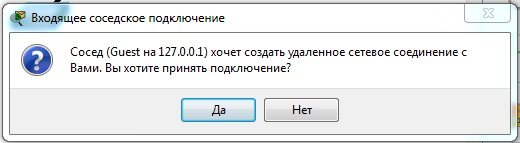 Входящее соседское подключение
Сосед (Guest на 127.0.0.1) хочет создать удаленное сетевое соединение с
Вами. Вы хотите принять подключение?
Да
Нет